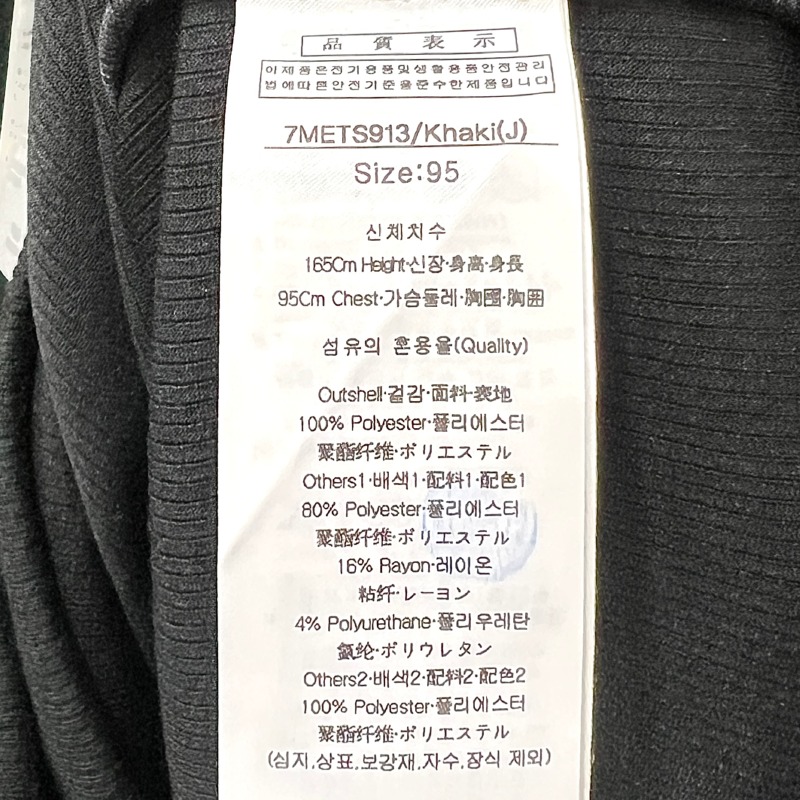 品質表示
이제품은전기용품및생활용품안전관리
법에따른안전기준을준수한제품입니다
7METS913/Khaki(J)
Size:95
신체치수
165Cm Height·신장·身高·身長
95Cm Chest·가슴둘레·胸围·胸囲
섬유의 혼용율(Quality)
Outshell·겉감·面料·表地
100% Polyester·폴리에스터
聚酯纤维·ポリエステル
Others1·배색1·配料1·配色1
80% Polyester·폴리에스터
聚酯纤维·ポリエステル
16% Rayon·레이온
粘纤·レーヨン
4% Polyurethane·폴리우레탄
氨纶·ポリウレタン
Others2·배색2·配料2·配色2
100% Polyester·폴리에스터
聚酯纤维·ポリエステル
(심지,상표,보강재,자수,장식 제외)